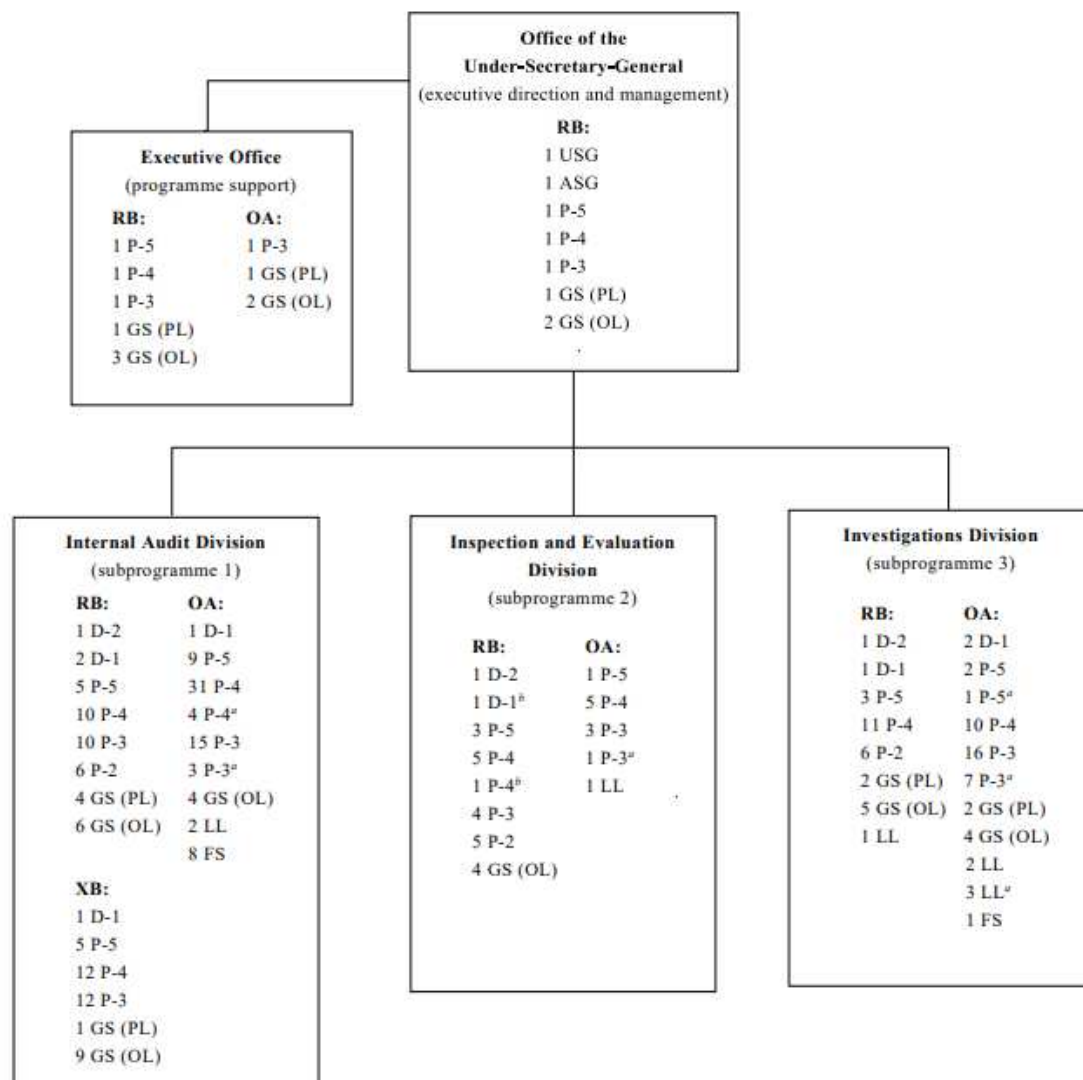 Office of the
Under-Secretary-General
(executive direction and management)
RB:
1 USG
1 ASG
1 P-5
1 P-4
1 P-3
1 GS (PL)
2 GS (OL)
Executive Office
(programme support)
RB: OA:
1 P-5 1 P-3
1 P-4 1 GS (PL)
1 P-3 2 GS (OL)
1 GS (PL)
3 GS (OL)
Internal Audit Division
(subprogramme 1)
RB: OA:
1 D-2 1 D-1
2 D-1 9 P-5
5 P-5 31 P-4
10 P-4 4 P-4ᵃ
10 P-3 15 P-3
6 P-2 3 P-3ᵃ
4 GS (PL) 4 GS (OL)
6 GS (OL) 2 LL
8 FS
XB:
1 D-1
5 P-5
12 P-4
12 P-3
1 GS (PL)
9 GS (OL)
Inspection and Evaluation
Division
(subprogramme 2)
RB: OA:
1 D-2 1 P-5
1 D-1ᵇ 5 P-4
3 P-5 3 P-3
5 P-4 1 P-3ᵃ
1 P-4ᵇ 1 LL
4 P-3
5 P-2
4 GS (OL)
Investigations Division
(subprogramme 3)
RB: OA:
1 D-2 2 D-1
1 D-1 2 P-5
3 P-5 1 P-5ᵃ
11 P-4 10 P-4
6 P-2 16 P-3
2 GS (PL) 7 P-3ᵃ
5 GS (OL) 2 GS (PL)
1 LL 4 GS (OL)
2 LL
3 LLᵃ
1 FS